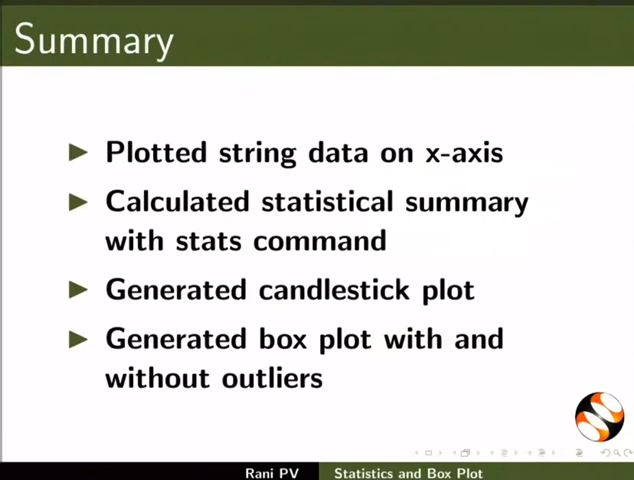 Summary
Plotted string data on x-axis
Calculated statistical summary
with stats command
Generated candlestick plot
Generated box plot with and
without outliers
Rani PV
Statistics and Box Plot